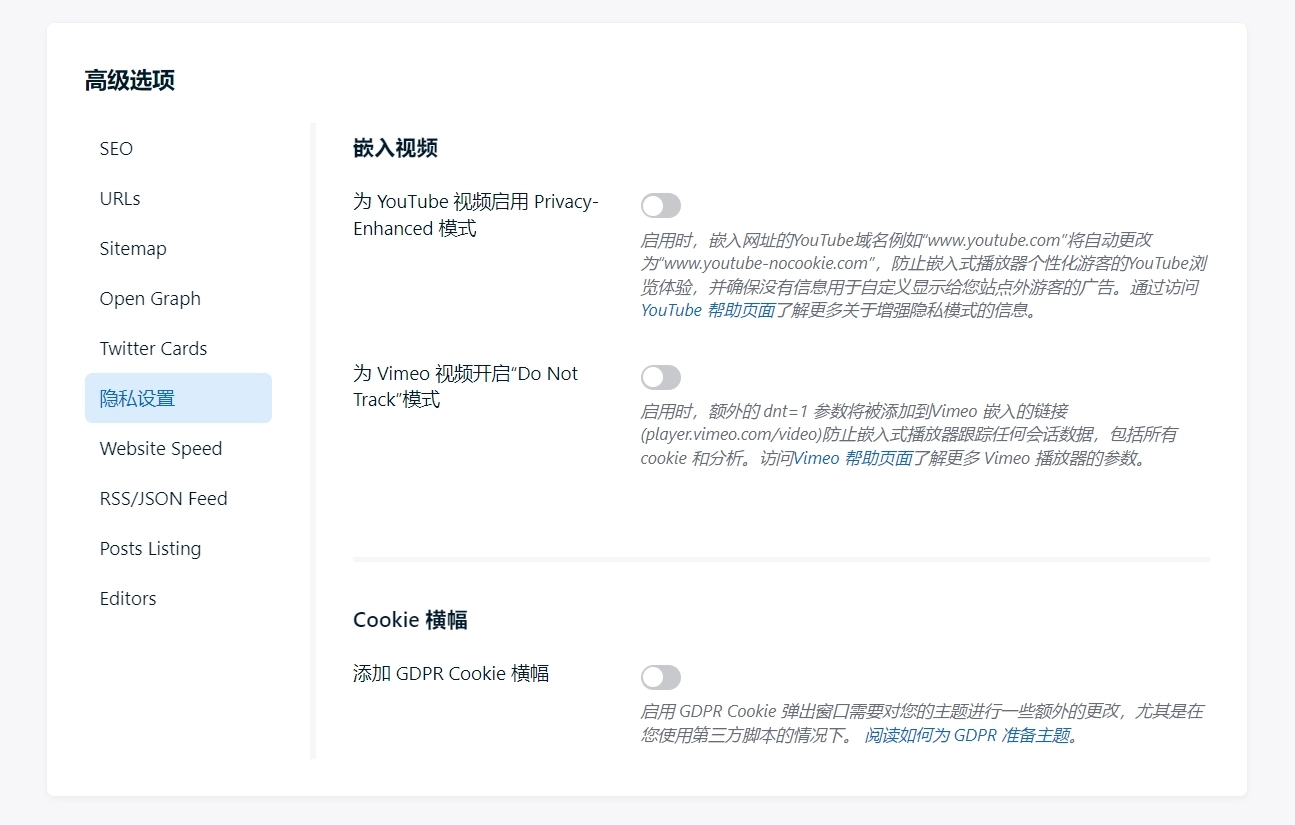 高级选项
SEO
URLs
Sitemap
Open Graph
Twitter Cards
隐私设置
Website Speed
RSS/JSON Feed
Posts Listing
Editors
嵌入视频
为 YouTube 视频启用 Privacy-
Enhanced 模式
启用时，嵌入网址的YouTube域名例如“www.youtube.com”将自动更改
为“www.youtube-nocookie.com”，防止嵌入式播放器个性化游客的YouTube浏
览体验，并确保没有信息用于自定义显示给您站点外游客的广告。通过访问
YouTube 帮助页面了解更多关于增强隐私模式的信息。
为 Vimeo 视频开启“Do Not
Track”模式
启用时，额外的 dnt=1 参数将被添加到Vimeo 嵌入的链接
(player.vimeo.com/video)防止嵌入式播放器跟踪任何会话数据，包括所有
cookie 和分析。访问Vimeo 帮助页面了解更多 Vimeo 播放器的参数。
Cookie 横幅
添加 GDPR Cookie 横幅
启用 GDPR Cookie 弹出窗口需要对您的主题进行一些额外的更改，尤其是在
您使用第三方脚本的情况下。 阅读如何为 GDPR 准备主题。